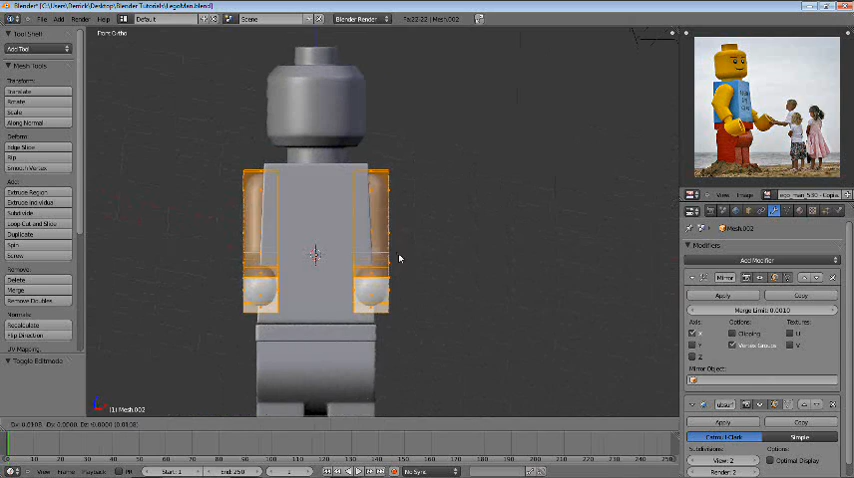 Blender* [C:\Users\Derrick\Desktop\Blender Tutorials\LegoMan.blend]
File Add Render Help Default Scene Blender Render
Front Ortho
Tool Shelf
Add Tool
Mesh Tools
Transform:
Translate
Rotate
Scale
Along Normal
Deform:
Edge Slide
Rip
Smooth Vertex
Add:
Extrude Region
Extrude Individual
Subdivide
Loop Cut and Slide
Duplicate
Spin
Screw
Remove:
Delete
Merge
Remove Doubles
Normals:
Recalculate
Flip Direction
UV Mapping:
Toggle Editmode
(1) Mesh.002
View Image
Mesh.002
Modifiers
Add Modifier
Mirror
Apply Copy
Merge Limit: 0.0010
Axis: Options: Textures:
X Clipping U
Y Vertex Groups V
Z
Mirror Object:
Apply Copy
Catmull-Clark Simple
Subdivisions: Options:
View: 2 Optimal Display
Render: 2
View Frame Playback PR Start: 1 End: 250 1 No Sync